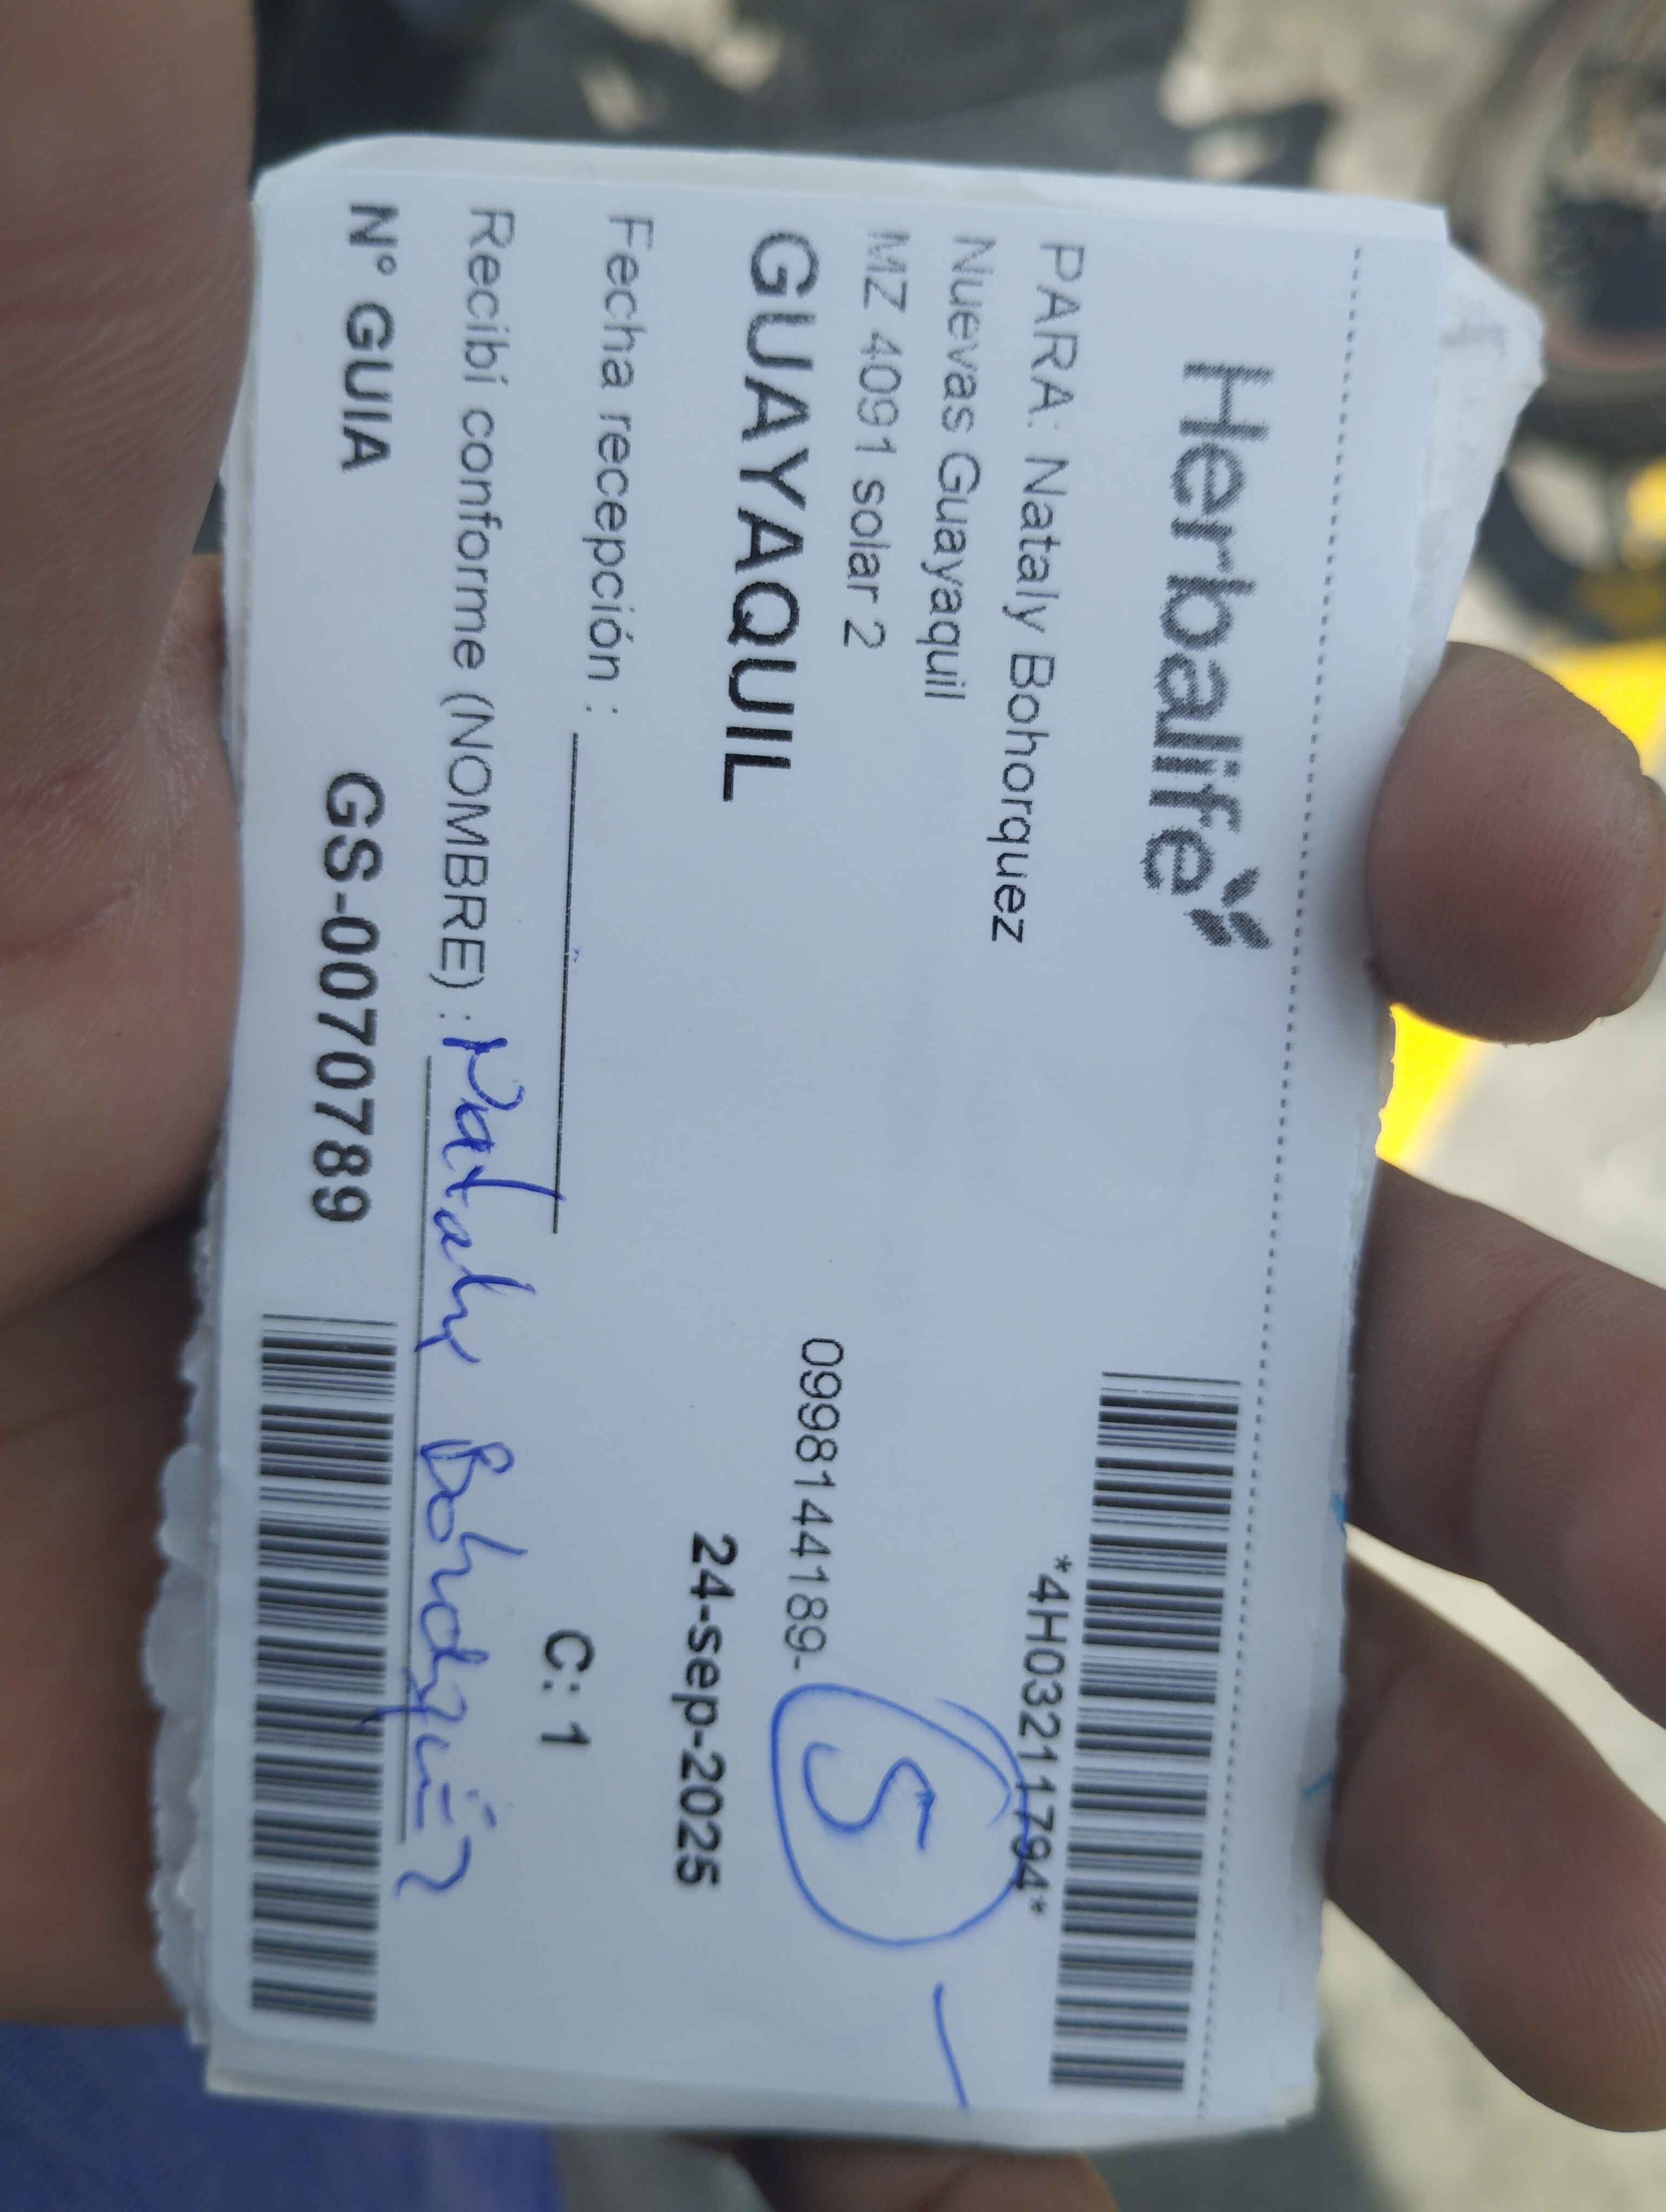 Herbalife
*4H03211794*
PARA: Nataly Bohorquez
Nuevas Guayaquil
MZ 4091 solar 2
0998144189-
5
GUAYAQUIL
24-sep-2025
Fecha recepción :
C: 1
Recibí conforme (NOMBRE) : Nataly Bohorquez
N° GUIA GS-00707789